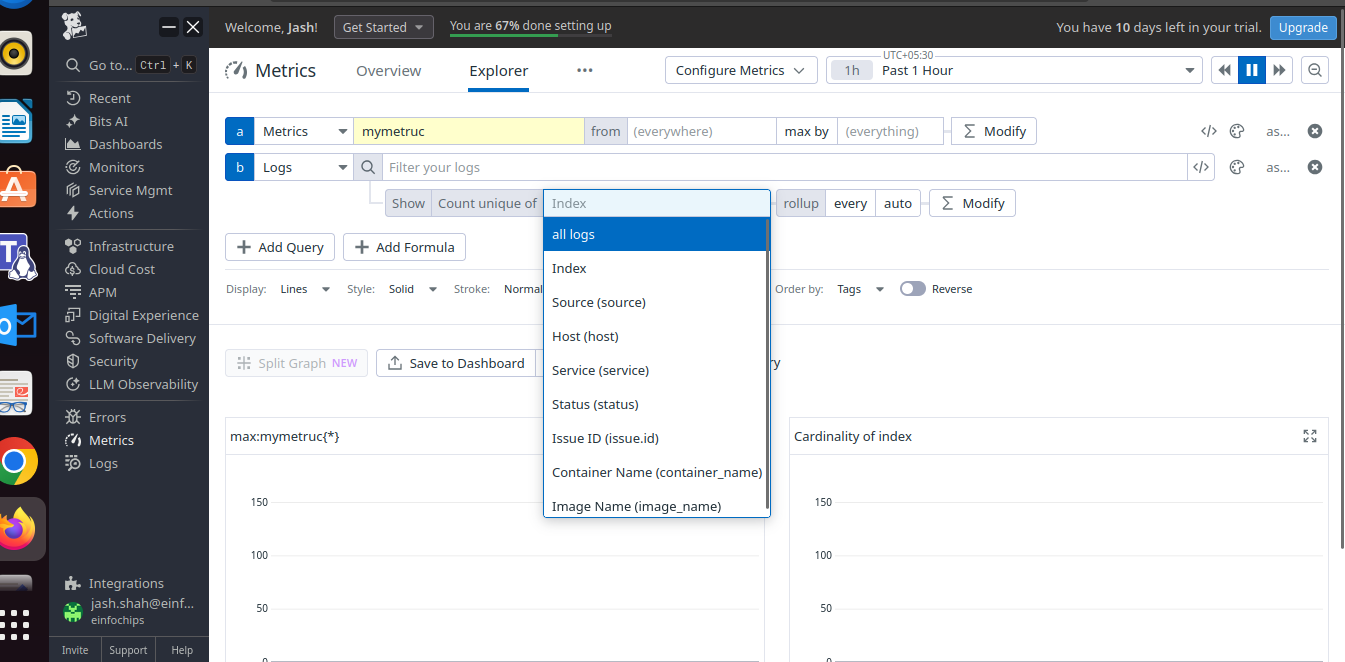 Welcome, Jash!
Get Started
You are 67% done setting up
You have 10 days left in your trial.
Upgrade
Go to... Ctrl + K
Recent
Bits AI
Dashboards
Monitors
Service Mgmt
Actions
Infrastructure
Cloud Cost
APM
Digital Experience
Software Delivery
Security
LLM Observability
Errors
Metrics
Logs
Integrations
jash.shah@einf...
einfochips
Invite Support Help
Metrics Overview Explorer ...
Configure Metrics
UTC+05:30
1h Past 1 Hour
a Metrics mymetruc from (everywhere) max by (everything) Σ Modify </> as...
b Logs Filter your logs </> as...
Show Count unique of Index rollup every auto Σ Modify
all logs
Index
Source (source)
Host (host)
Service (service)
Status (status)
Issue ID (issue.id)
Container Name (container_name)
Image Name (image_name)
+ Add Query + Add Formula
Display: Lines Style: Solid Stroke: Normal Order by: Tags Reverse
Split Graph NEW Save to Dashboard ry
max:mymetruc{*}
150
100
50
0
Cardinality of index
150
100
50
0